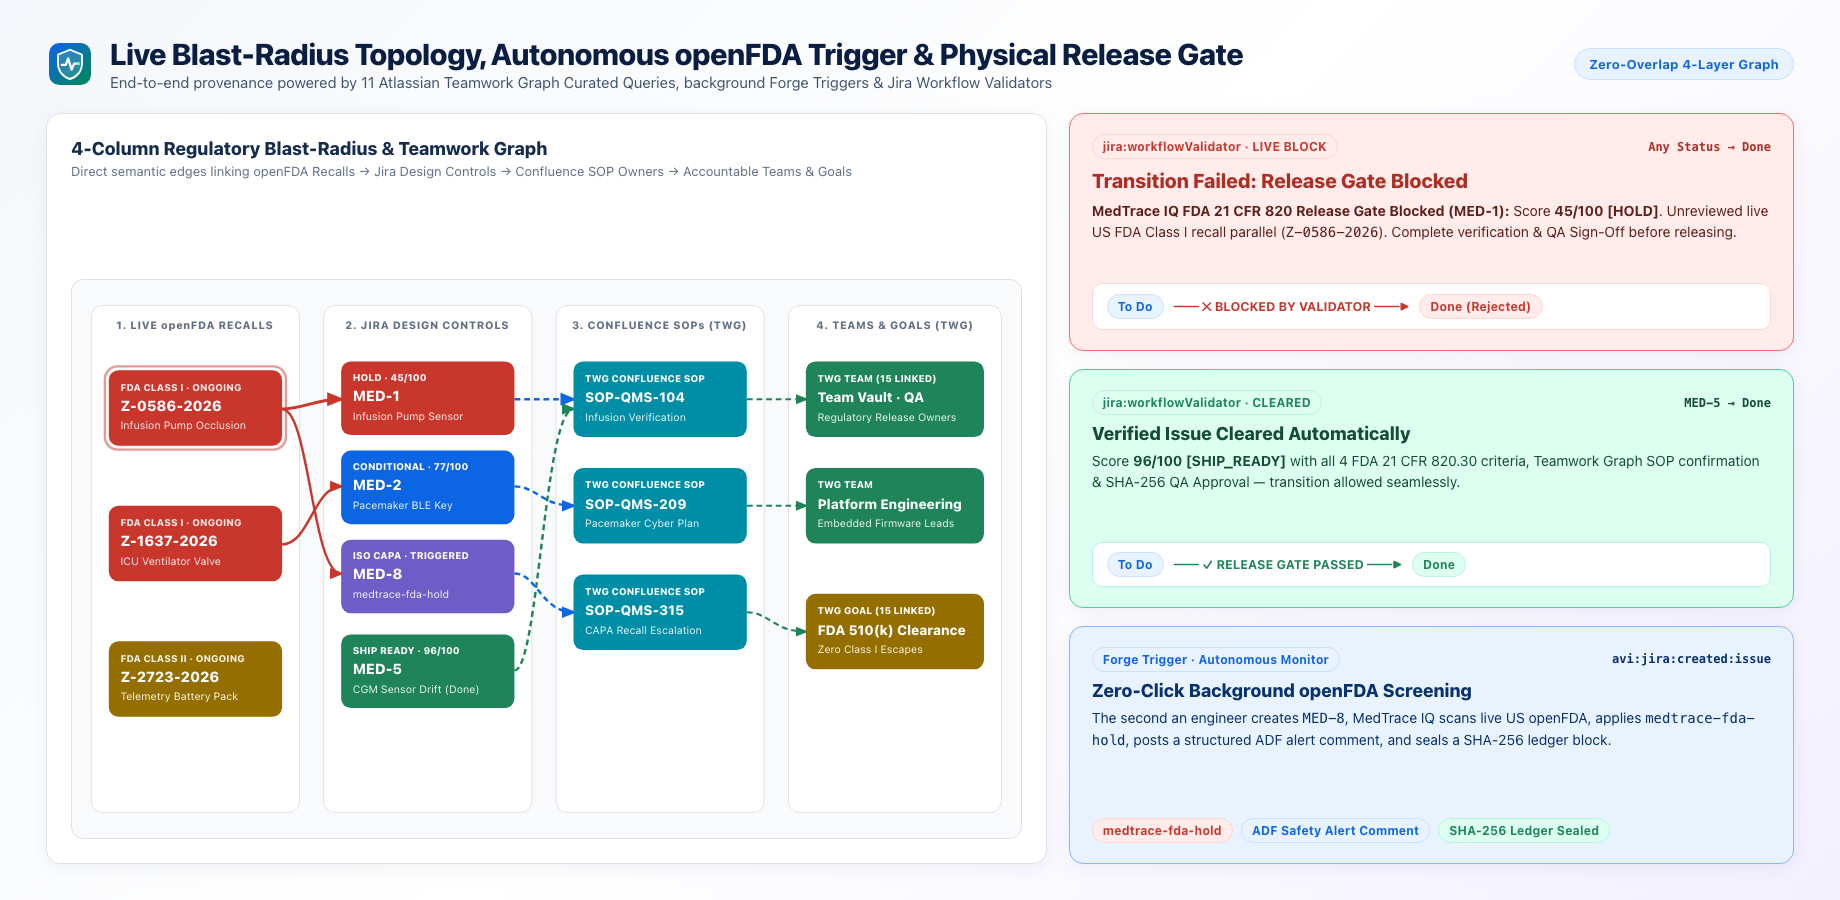 Live Blast-Radius Topology, Autonomous openFDA Trigger & Physical Release Gate
End-to-end provenance powered by 11 Atlassian Teamwork Graph Curated Queries, background Forge Triggers & Jira Workflow Validators
Zero-Overlap 4-Layer Graph
4-Column Regulatory Blast-Radius & Teamwork Graph
Direct semantic edges linking openFDA Recalls → Jira Design Controls → Confluence SOP Owners → Accountable Teams & Goals
1. LIVE openFDA RECALLS
FDA CLASS I · ONGOING
Z-0586-2026
Infusion Pump Occlusion
FDA CLASS I · ONGOING
Z-1637-2026
ICU Ventilator Valve
FDA CLASS II · ONGOING
Z-2723-2026
Telemetry Battery Pack
2. JIRA DESIGN CONTROLS
HOLD · 45/100
MED-1
Infusion Pump Sensor
CONDITIONAL · 77/100
MED-2
Pacemaker BLE Key
ISO CAPA · TRIGGERED
MED-8
medtrace-fda-hold
SHIP READY · 96/100
MED-5
CGM Sensor Drift (Done)
3. CONFLUENCE SOPs (TWG)
TWG CONFLUENCE SOP
SOP-QMS-104
Infusion Verification
TWG CONFLUENCE SOP
SOP-QMS-209
Pacemaker Cyber Plan
TWG CONFLUENCE SOP
SOP-QMS-315
CAPA Recall Escalation
4. TEAMS & GOALS (TWG)
TWG TEAM (15 LINKED)
Team Vault · QA
Regulatory Release Owners
TWG TEAM
Platform Engineering
Embedded Firmware Leads
TWG GOAL (15 LINKED)
FDA 510(k) Clearance
Zero Class I Escapes
jira:workflowValidator · LIVE BLOCK
Any Status → Done
Transition Failed: Release Gate Blocked
MedTrace IQ FDA 21 CFR 820 Release Gate Blocked (MED-1): Score 45/100 [HOLD]. Unreviewed live
US FDA Class I recall parallel (Z-0586-2026). Complete verification & QA Sign-Off before releasing.
To Do ✕ BLOCKED BY VALIDATOR Done (Rejected)
jira:workflowValidator · CLEARED
MED-5 → Done
Verified Issue Cleared Automatically
Score 96/100 [SHIP_READY] with all 4 FDA 21 CFR 820.30 criteria, Teamwork Graph SOP confirmation
& SHA-256 QA Approval — transition allowed seamlessly.
To Do ✓ RELEASE GATE PASSED Done
Forge Trigger · Autonomous Monitor
avi:jira:created:issue
Zero-Click Background openFDA Screening
The second an engineer creates MED-8, MedTrace IQ scans live US openFDA, applies medtrace-fda-
hold, posts a structured ADF alert comment, and seals a SHA-256 ledger block.
medtrace-fda-hold ADF Safety Alert Comment SHA-256 Ledger Sealed